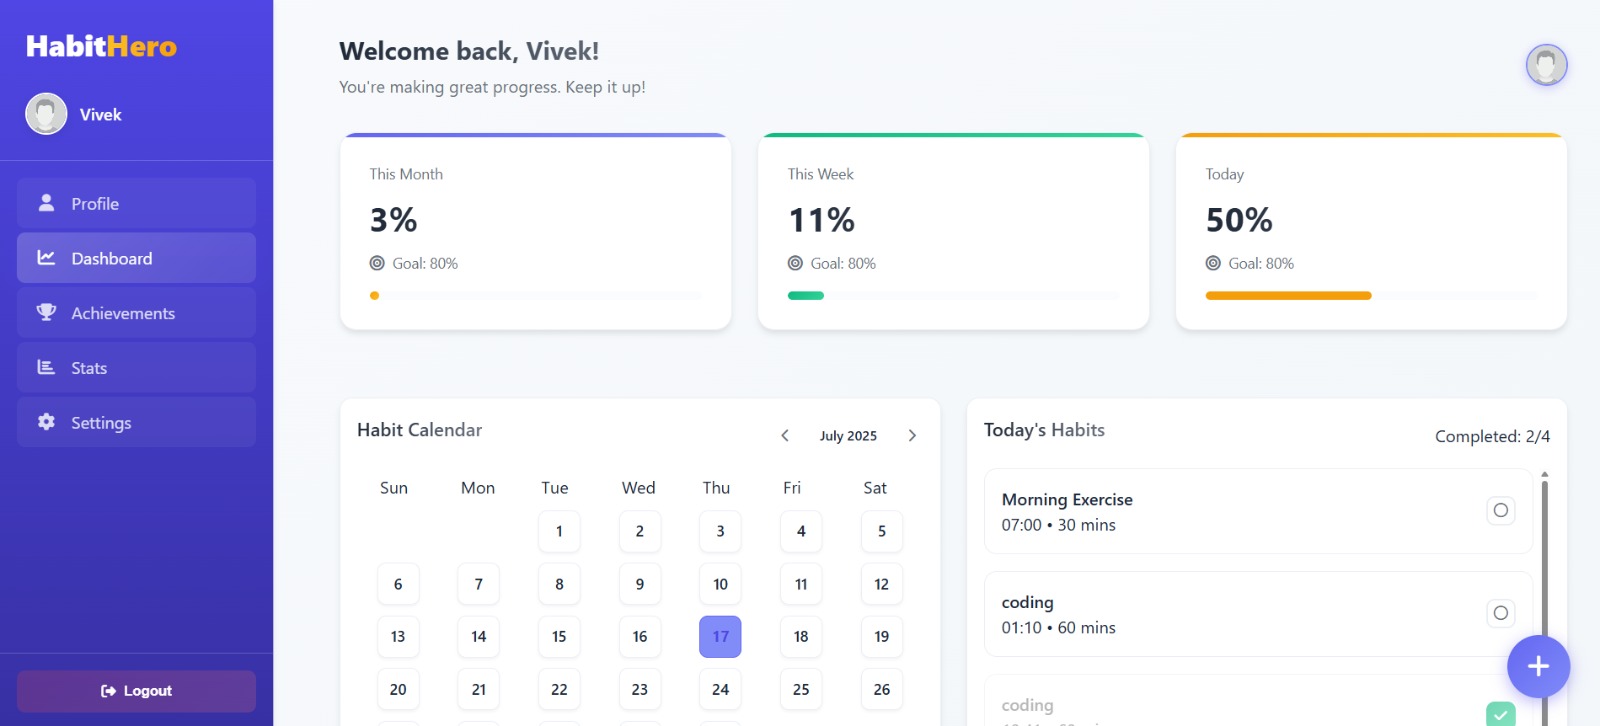 HabitHero
Vivek
Profile
Dashboard
Achievements
Stats
Settings
Logout
Welcome back, Vivek!
You're making great progress. Keep it up!
This Month
3%
Goal: 80%
This Week
11%
Goal: 80%
Today
50%
Goal: 80%
Habit Calendar
July 2025
Sun Mon Tue Wed Thu Fri Sat
1 2 3 4 5
6 7 8 9 10 11 12
13 14 15 16 17 18 19
20 21 22 23 24 25 26
Today's Habits
Completed: 2/4
Morning Exercise
07:00 • 30 mins
coding
01:10 • 60 mins
coding